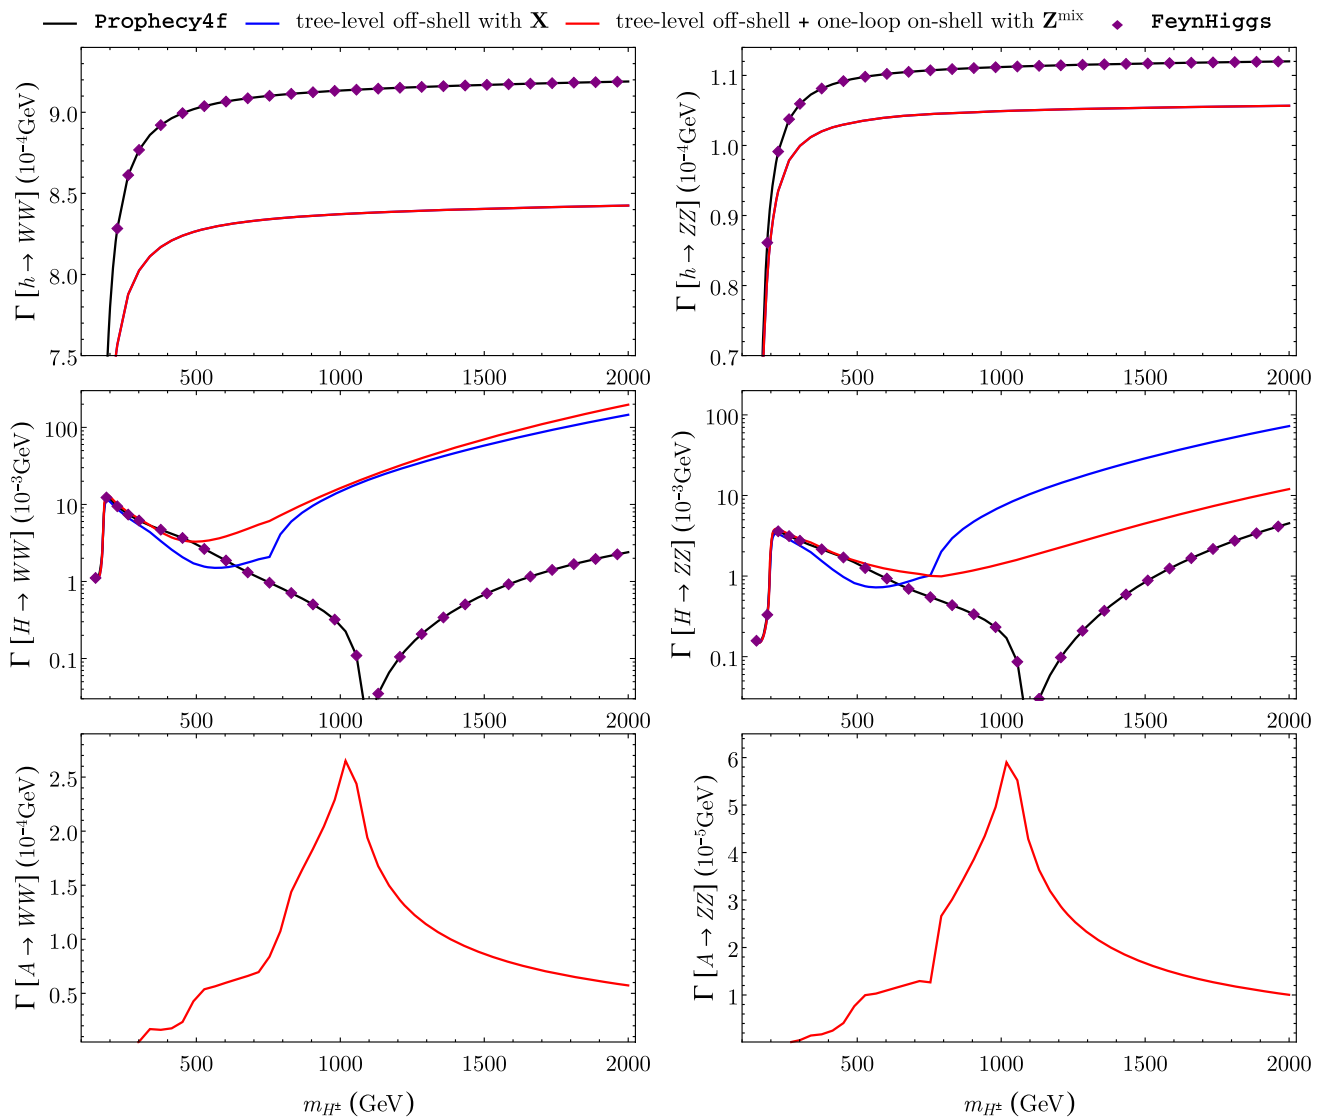 Prophecy4f tree-level off-shell with X tree-level off-shell + one-loop on-shell with Z^mix FeynHiggs
Γ [h → WW] (10⁻⁴GeV)
9.0
8.5
8.0
7.5
500 1000 1500 2000
Γ [h → ZZ] (10⁻⁴GeV)
1.1
1.0
0.9
0.8
0.7
500 1000 1500 2000
Γ [H → WW] (10⁻³GeV)
100
10
1
0.1
500 1000 1500 2000
Γ [H → ZZ] (10⁻³GeV)
100
10
1
0.1
500 1000 1500 2000
Γ [A → WW] (10⁻⁴GeV)
2.5
2.0
1.5
1.0
0.5
500 1000 1500 2000
m_H± (GeV)
Γ [A → ZZ] (10⁻⁵GeV)
6
5
4
3
2
1
500 1000 1500 2000
m_H± (GeV)